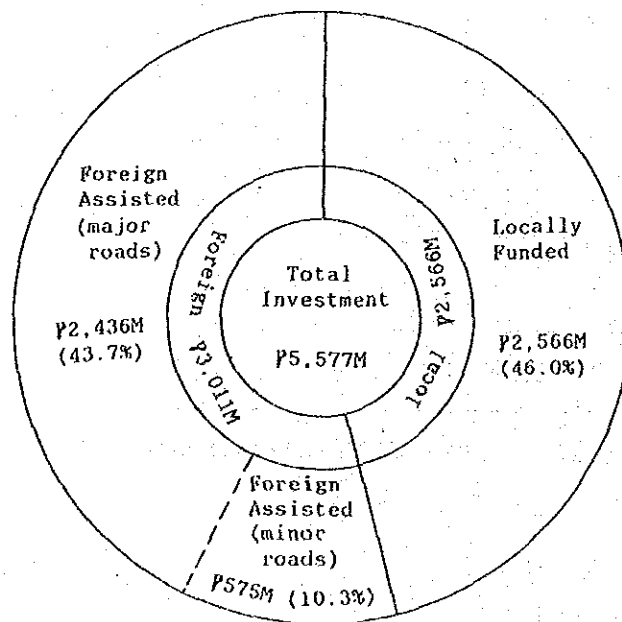 Foreign
Assisted
(major
roads)
₱2,436M
(43.7%)
Foreign ₱3,011M
Total
Investment
₱5.577M
local ₱2,566M
Locally
Funded
₱2,566M
(46.0%)
Foreign
Assisted
(minor
roads)
₱575M (10.3%)